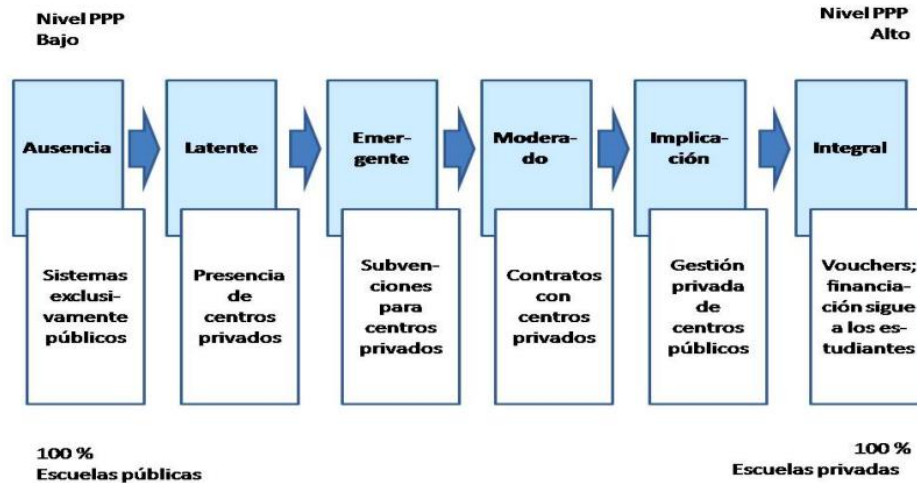 Nivel PPP
Bajo
Nivel PPP
Alto
Ausencia
Latente
Emer-
gente
Modera-
do
Implica-
ción
Integral
Sistemas
exclusi-
vamente
públicos
Presencia
de
centros
privados
Subven-
ciones
para
centros
privados
Contratos
con
centros
privados
Gestión
privada
de
centros
públicos
Vouchers;
financia-
ción sigue
a los es-
tudiantes
100 %
Escuelas públicas
100 %
Escuelas privadas